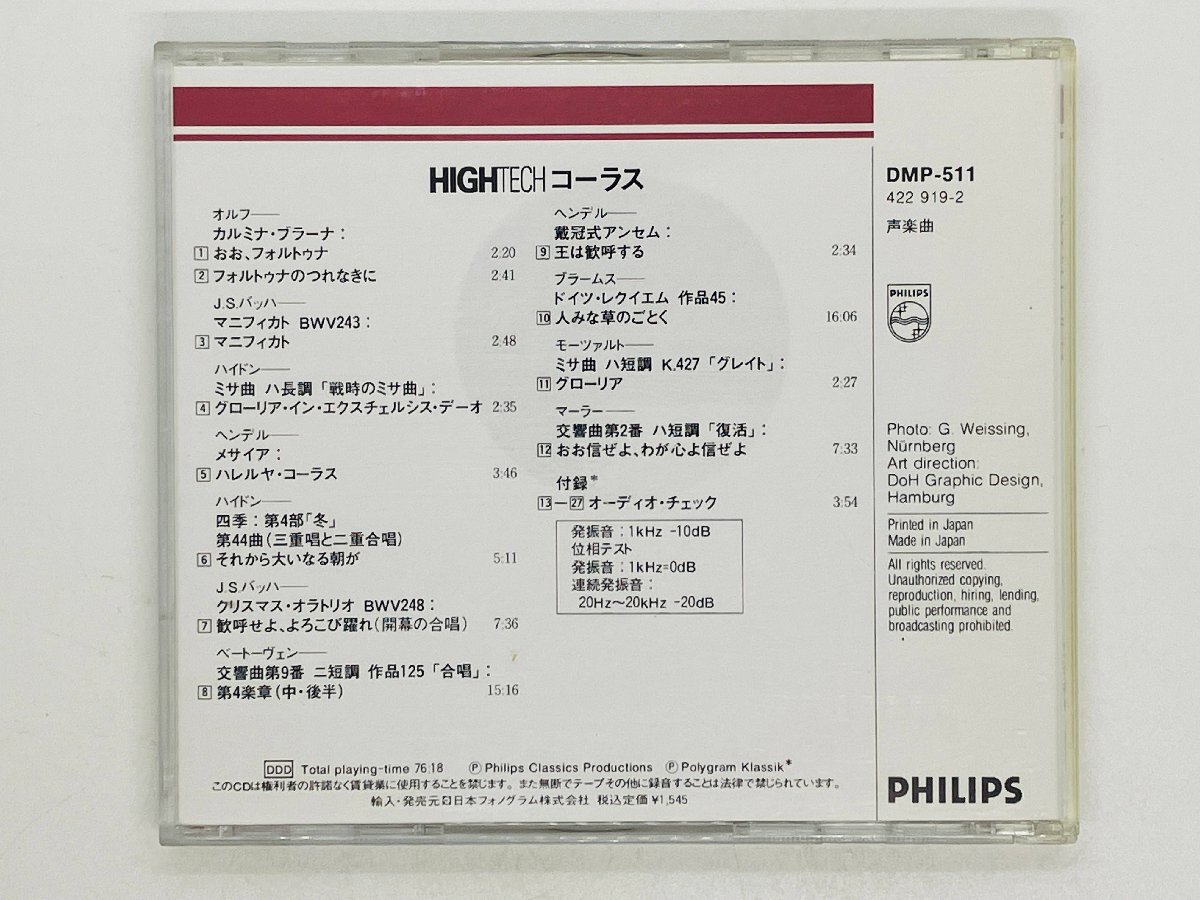 HIGHTECH コーラス
オルフ——
カルミナ・ブラーナ：
1 おお、フォルトゥナ 2:20
2 フォルトゥナのつれなきに 2:41
J.S.バッハ——
マニフィカト BWV243：
3 マニフィカト 2:48
ハイドン——
ミサ曲 ハ長調「戦時のミサ曲」：
4 グローリア・イン・エクスチェルシス・デーオ 2:35
ヘンデル——
メサイア：
5 ハレルヤ・コーラス 3:46
ハイドン——
四季：第4部「冬」
第44曲(三重唱と二重合唱)
6 それから大いなる朝が 5:11
J.S.バッハ——
クリスマス・オラトリオ BWV248：
7 歓呼せよ、よろこび躍れ(開幕の合唱) 7:36
ベートーヴェン——
交響曲第9番 ニ短調 作品125「合唱」：
8 第4楽章(中・後半) 15:16
ヘンデル——
戴冠式アンセム：
9 王は歓呼する 2:34
ブラームス——
ドイツ・レクイエム 作品45：
10 人みな草のごとく 16:06
モーツァルト——
ミサ曲 ハ短調 K.427「グレイト」：
11 グローリア 2:27
マーラー——
交響曲第2番 ハ短調「復活」：
12 おお信ぜよ、わが心よ信ぜよ 7:33
付録*
13—27 オーディオ・チェック 3:54
発振音：1kHz -10dB
位相テスト
発振音：1kHz=0dB
連続発振音：
20Hz～20kHz -20dB
DDD Total playing-time 76:18 Ⓟ Philips Classics Productions Ⓟ Polygram Klassik*
このCDは権利者の許諾なく賃貸業に使用することを禁じます。また無断でテープその他に録音することは法律で禁じられています。
輸入・発売元 日本フォノグラム株式会社 税込定価¥1,545
DMP-511
422 919-2
声楽曲
PHILIPS
Photo: G. Weissing,
Nürnberg
Art direction:
DoH Graphic Design,
Hamburg
Printed in Japan
Made in Japan
All rights reserved.
Unauthorized copying,
reproduction, hiring, lending,
public performance and
broadcasting prohibited.
PHILIPS